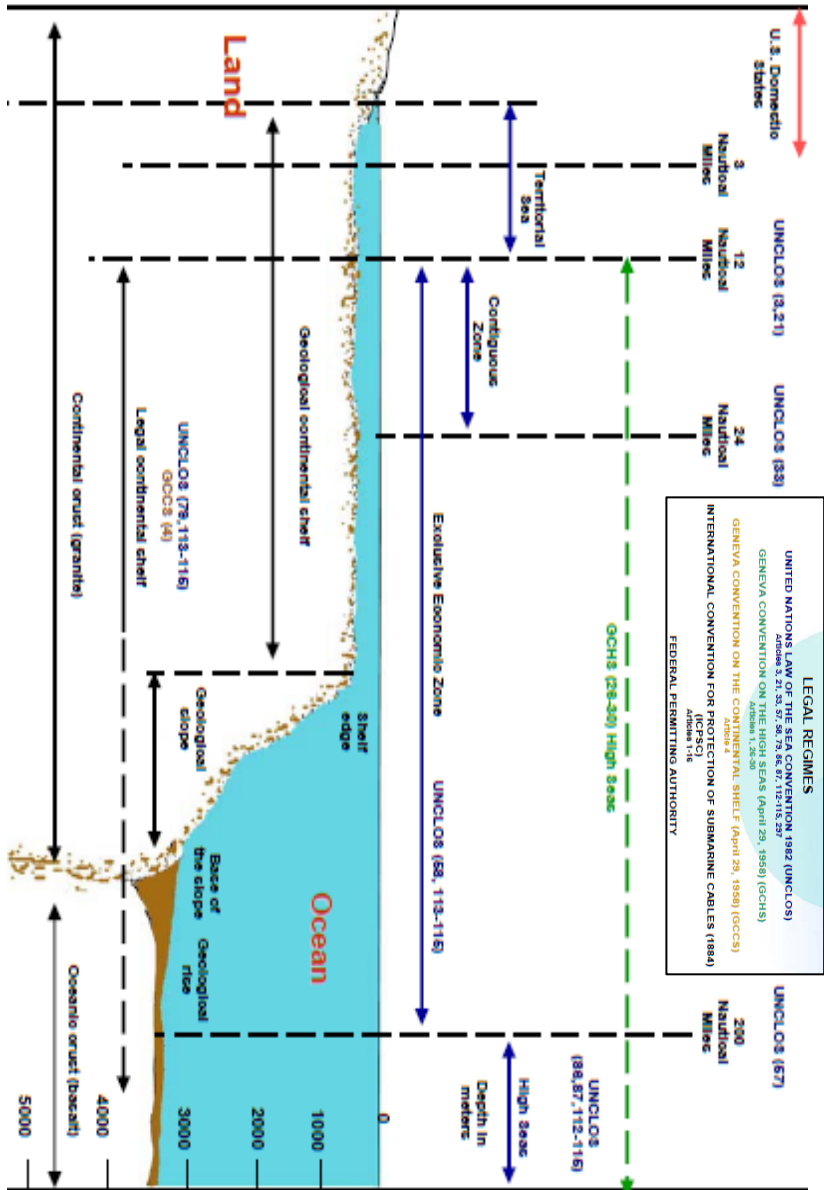 LEGAL REGIMES
UNITED NATIONS LAW OF THE SEA CONVENTION 1982 (UNCLOS)
Articles 3, 21, 33, 57, 58, 79, 86, 87, 112-115, 297
GENEVA CONVENTION ON THE HIGH SEAS (April 29, 1958) (GCHS)
Articles 1, 26-30
GENEVA CONVENTION ON THE CONTINENTAL SHELF (April 29, 1958) (GCCS)
Article 4
INTERNATIONAL CONVENTION FOR PROTECTION OF SUBMARINE CABLES (1884)
(ICPSC)
Articles 1-16
FEDERAL PERMITTING AUTHORITY
U.S. Domestic
States
UNCLOS (3,21)
UNCLOS (33)
UNCLOS (57)
3
Nautical
Miles
12
Nautical
Miles
24
Nautical
Miles
200
Nautical
Miles
GCHS (26-30) High Seas
UNCLOS
(86,87,112-115)
Territorial
Sea
High Seas
Contiguous
Zone
Depth in
meters
Exclusive Economic Zone
UNCLOS (58, 113-115)
0
Shelf
edge
Ocean
1000
Geological continental shelf
Land
2000
Geological
slope
Base of
the slope
Geological
rise
3000
UNCLOS (79,113-115)
GCCS (4)
Legal continental shelf
4000
Continental crust (granite)
Oceanic crust (basalt)
5000